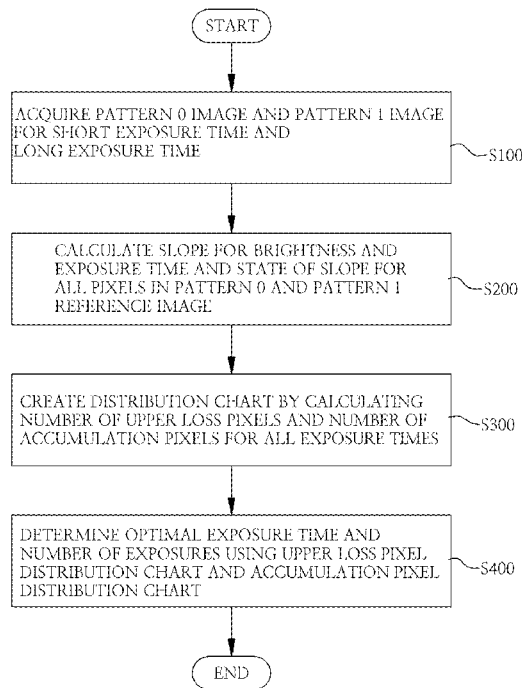 START
ACQUIRE PATTERN 0 IMAGE AND PATTERN 1 IMAGE
FOR SHORT EXPOSURE TIME AND
LONG EXPOSURE TIME
S100
CALCULATE SLOPE FOR BRIGHTNESS AND
EXPOSURE TIME AND STATE OF SLOPE FOR
ALL PIXELS IN PATTERN 0 AND PATTERN 1
REFERENCE IMAGE
S200
CREATE DISTRIBUTION CHART BY CALCULATING
NUMBER OF UPPER LOSS PIXELS AND NUMBER OF
ACCUMULATION PIXELS FOR ALL EXPOSURE TIMES
S300
DETERMINE OPTIMAL EXPOSURE TIME AND
NUMBER OF EXPOSURES USING UPPER LOSS PIXEL
DISTRIBUTION CHART AND ACCUMULATION PIXEL
DISTRIBUTION CHART
S400
END